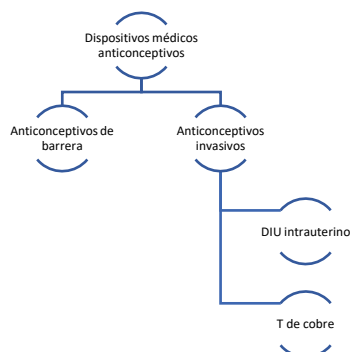 Dispositivos médicos
anticonceptivos
Anticonceptivos de
barrera
Anticonceptivos
invasivos
DIU intrauterino
T de cobre